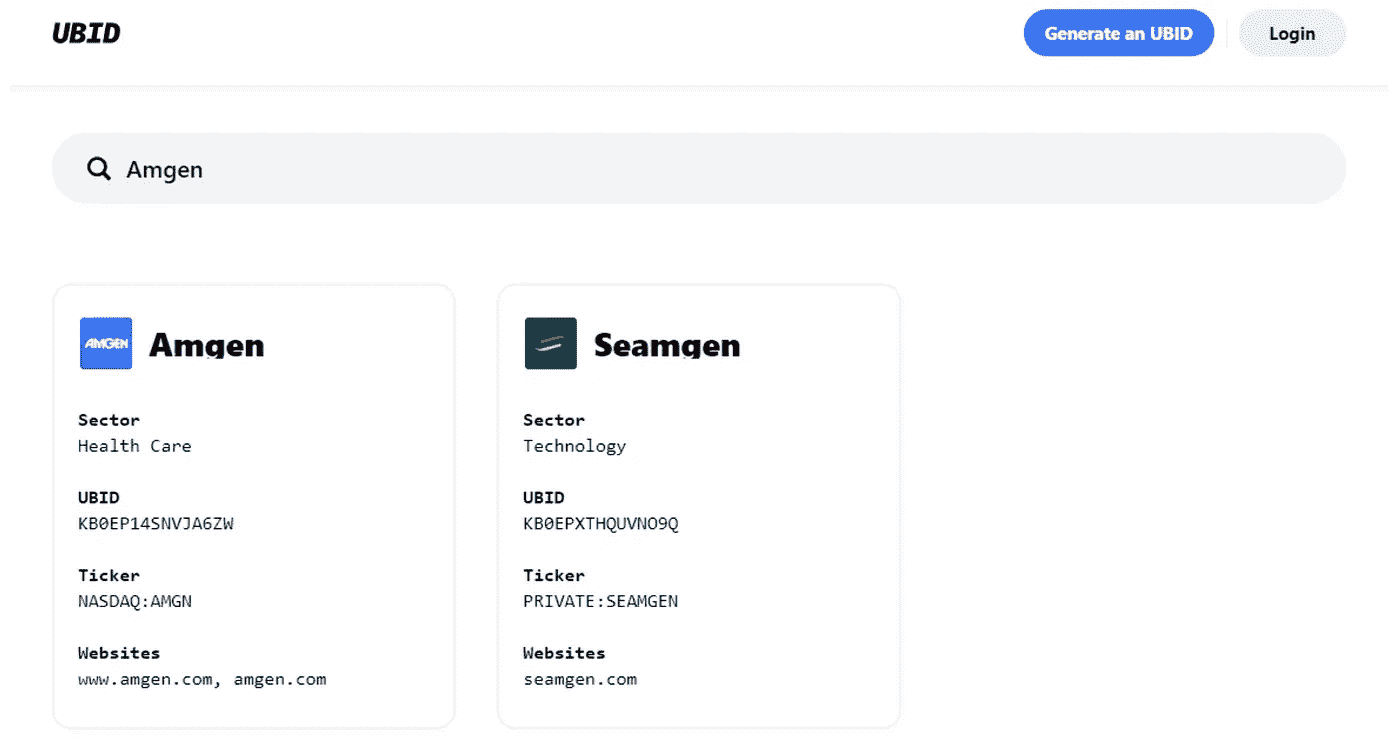 UBID
Generate an UBID
Login
Amgen
AMGEN
Amgen
Sector
Health Care
UBID
KB0EP14SNVJA6ZW
Ticker
NASDAQ:AMGN
Websites
www.amgen.com, amgen.com
Seamgen
Sector
Technology
UBID
KB0EPXTHQUVNO9Q
Ticker
PRIVATE:SEAMGEN
Websites
seamgen.com